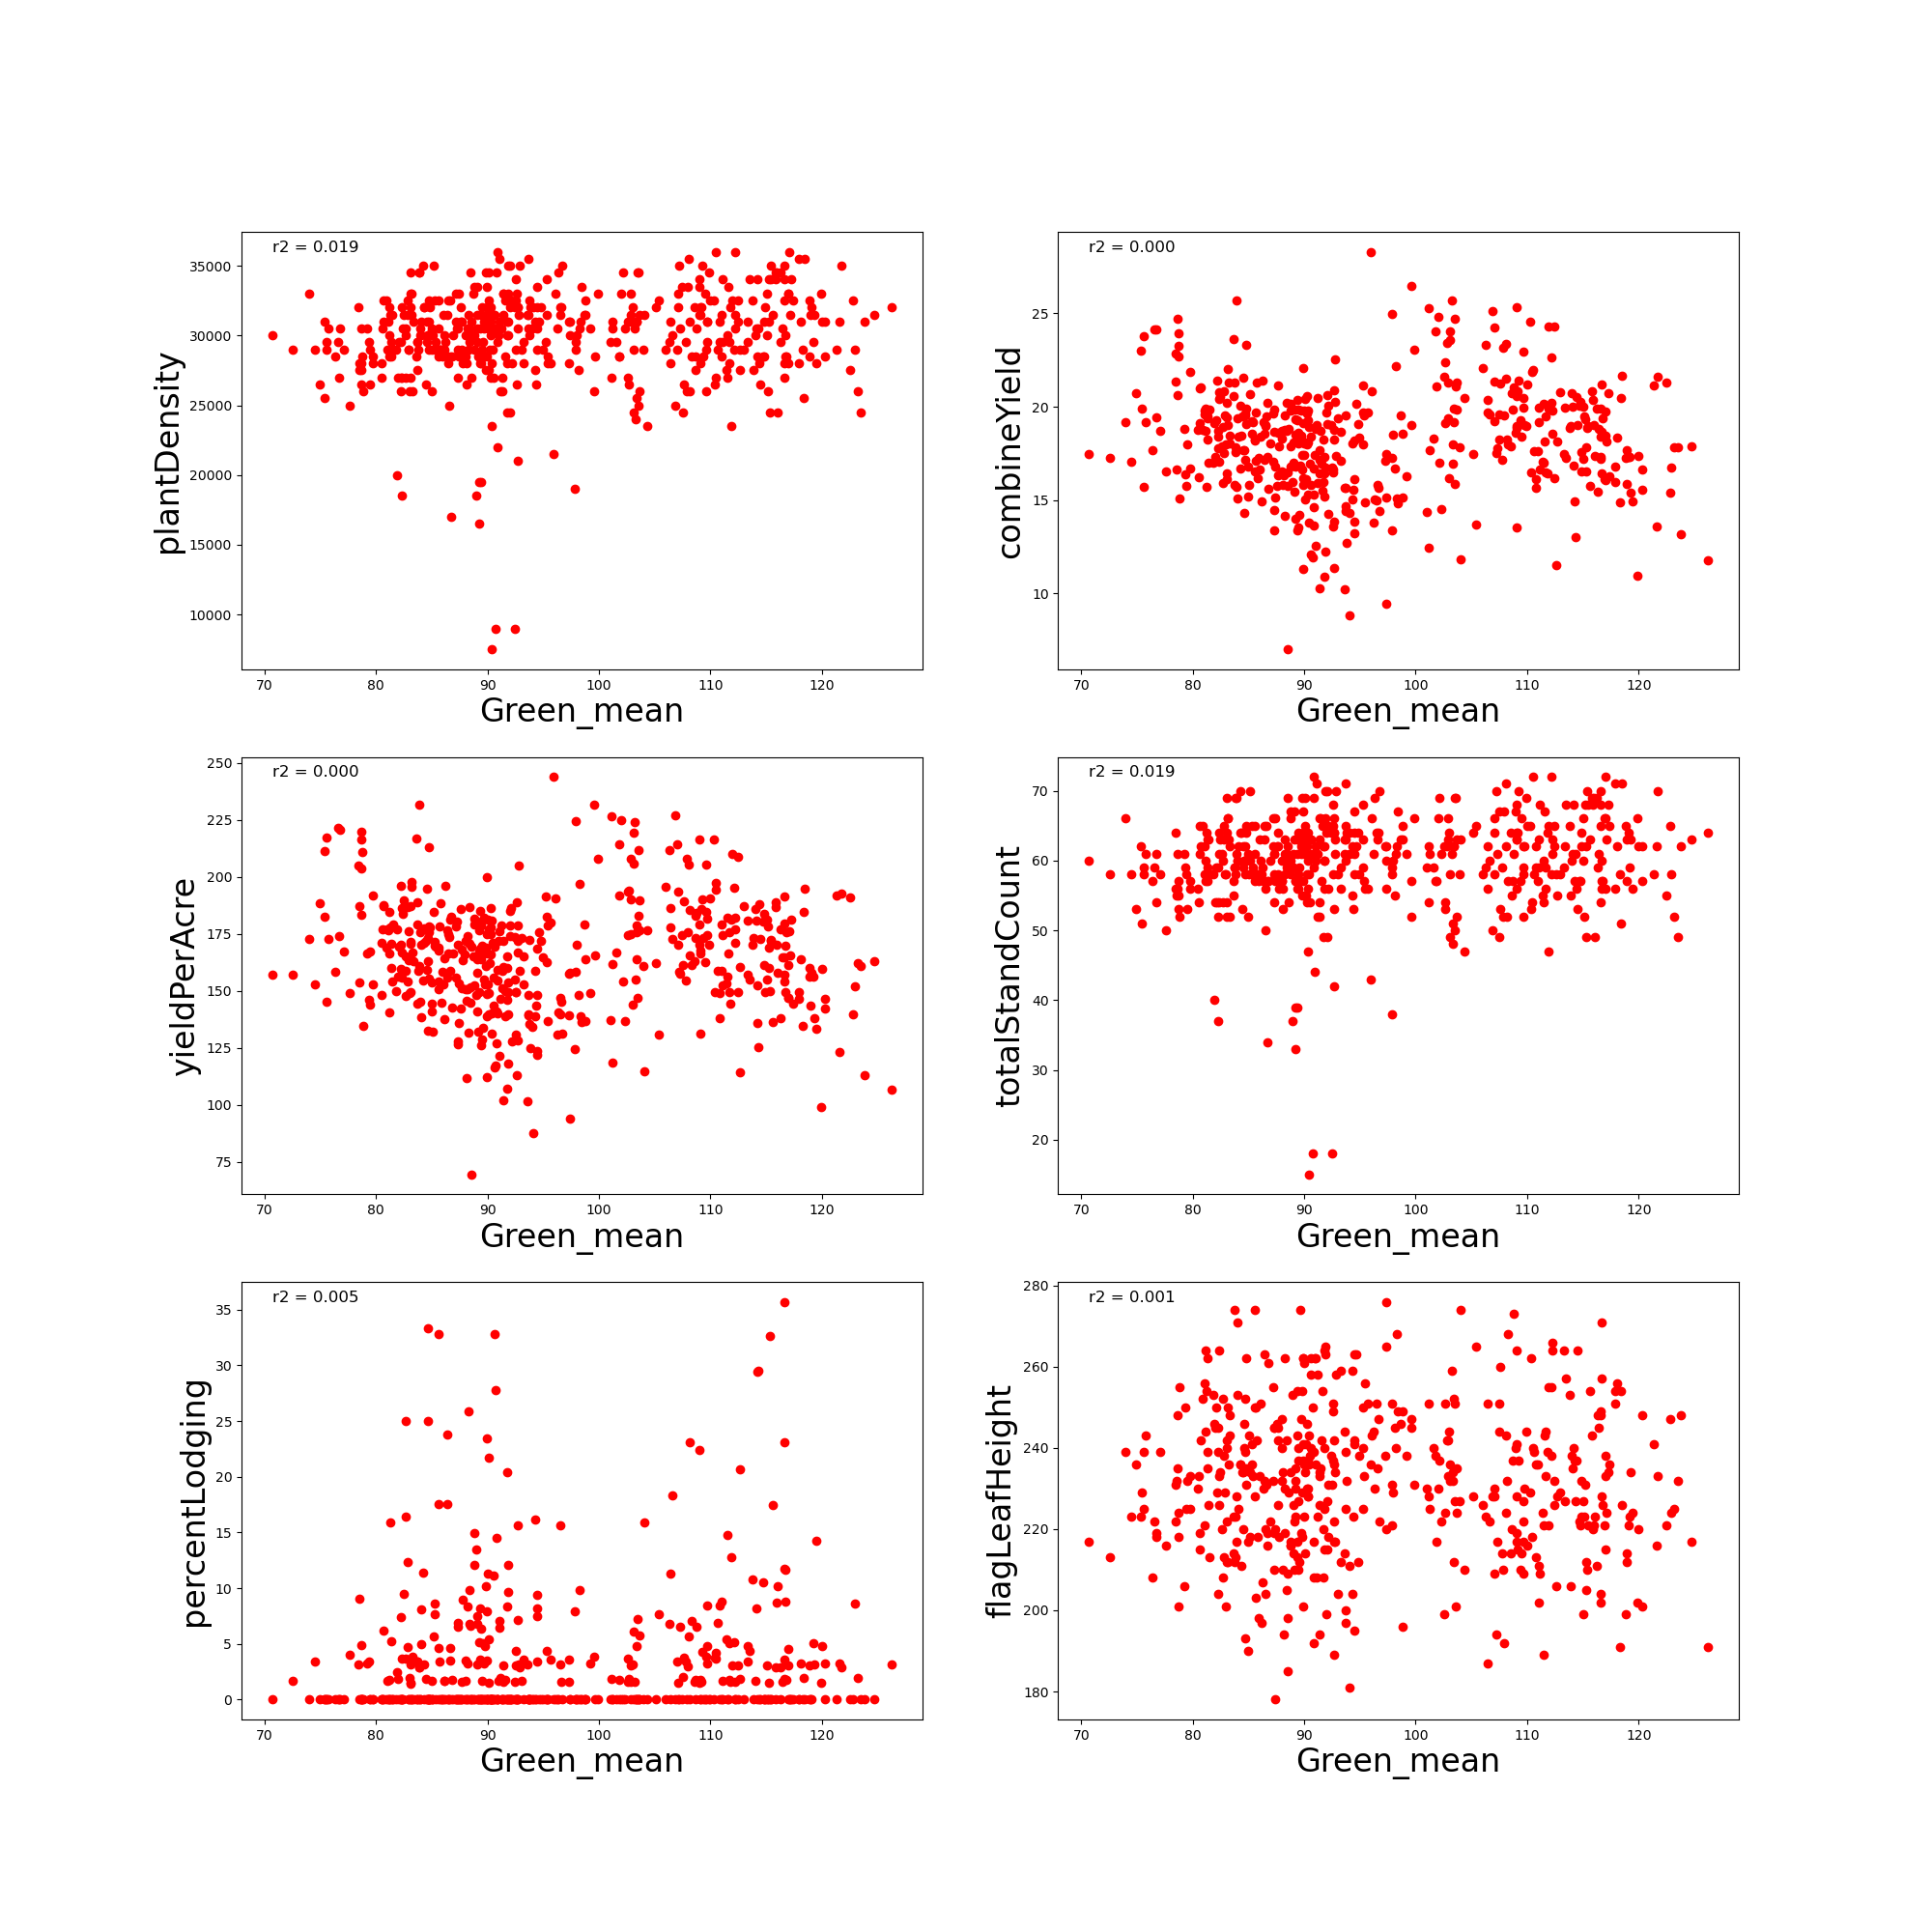 r2 = 0.019
35000
30000
25000
20000
15000
10000
plantDensity
70 80 90 100 110 120
Green_mean
r2 = 0.000
25
20
15
10
combineYield
70 80 90 100 110 120
Green_mean
r2 = 0.000
250
225
200
175
150
125
100
75
yieldPerAcre
70 80 90 100 110 120
Green_mean
r2 = 0.019
70
60
50
40
30
20
totalStandCount
70 80 90 100 110 120
Green_mean
r2 = 0.005
35
30
25
20
15
10
5
0
percentLodging
70 80 90 100 110 120
Green_mean
r2 = 0.001
280
260
240
220
200
180
flagLeafHeight
70 80 90 100 110 120
Green_mean